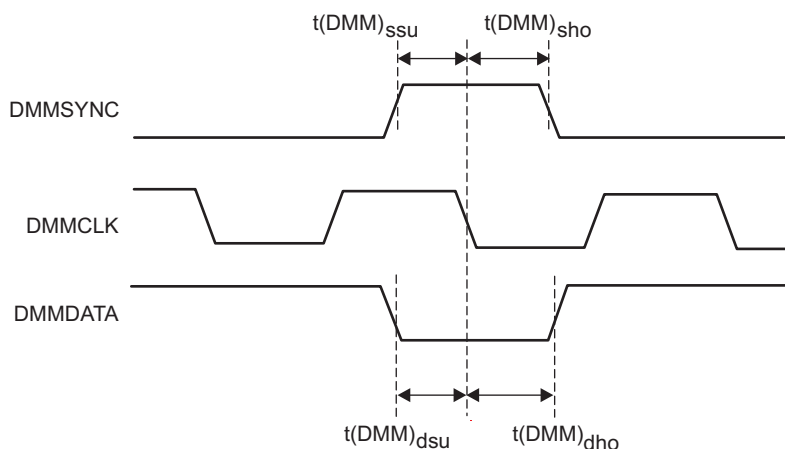 t(DMM)ssu
t(DMM)sho
DMMSYNC
DMMCLK
DMMDATA
t(DMM)dsu
t(DMM)dho